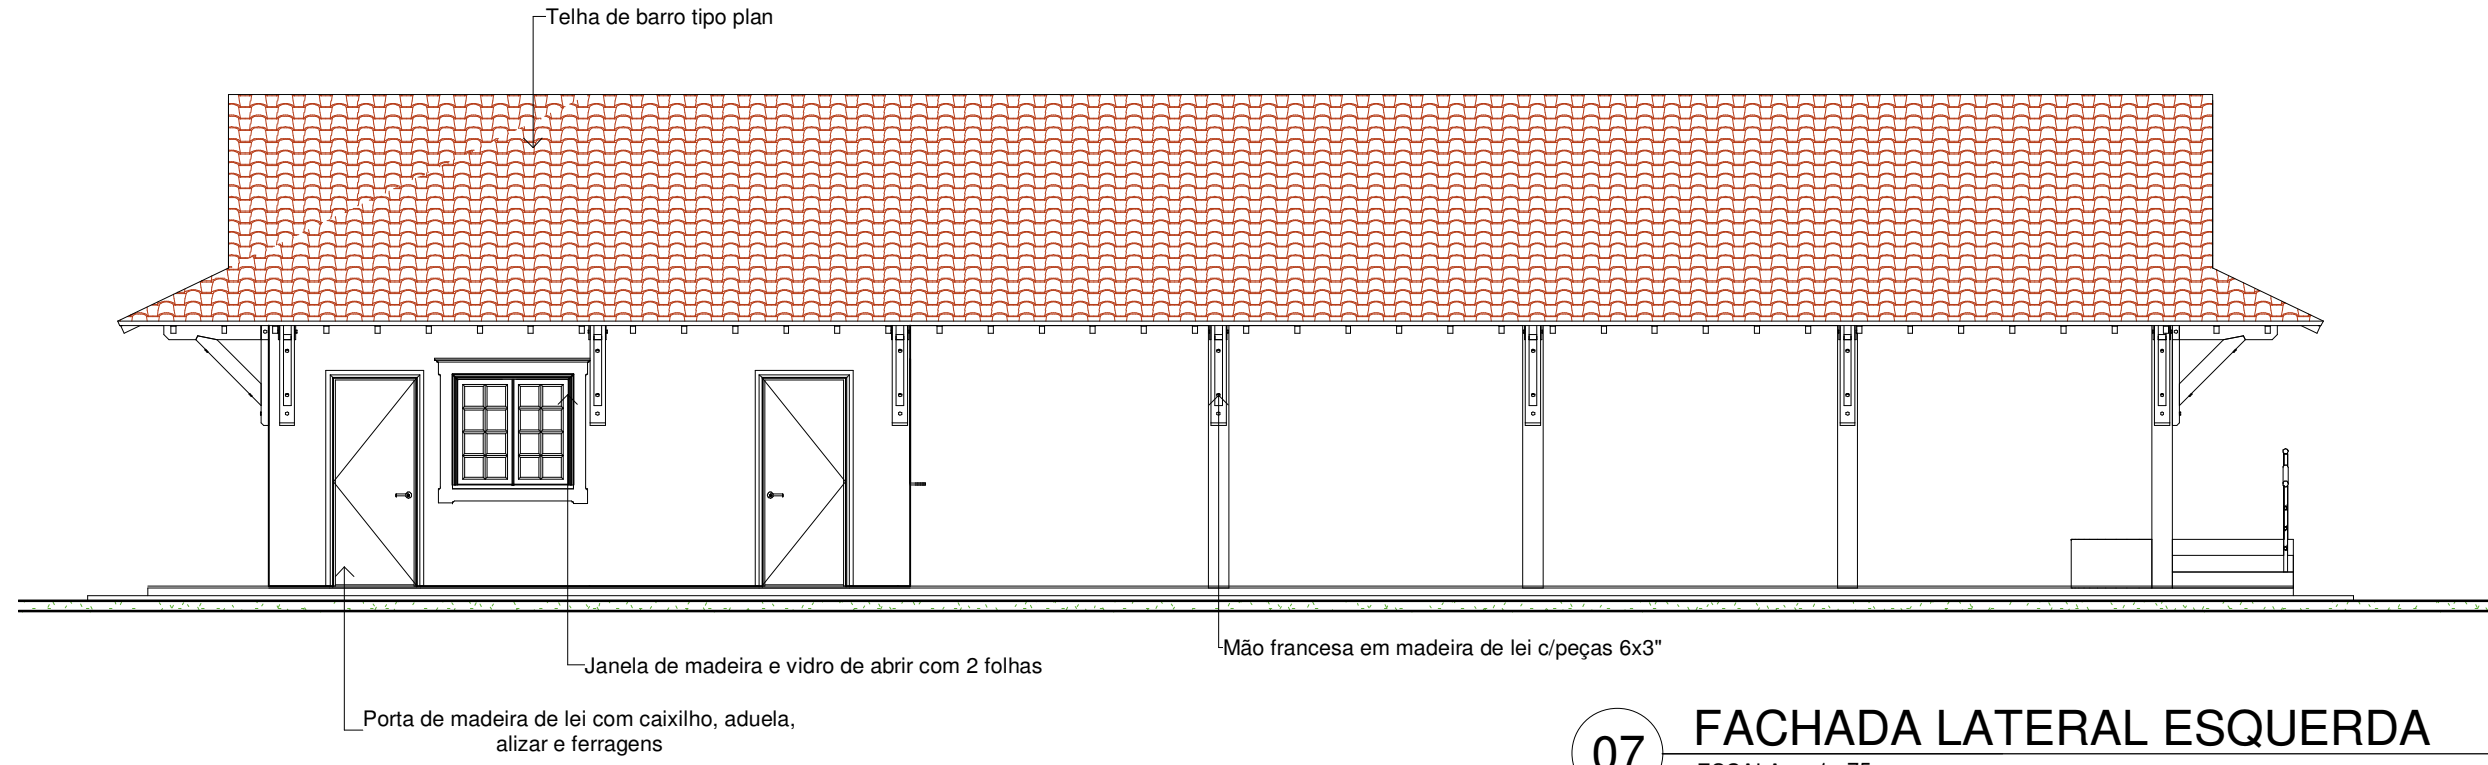 Telha de barro tipo plan
Mão francesa em madeira de lei c/peças 6x3"
Janela de madeira e vidro de abrir com 2 folhas
Porta de madeira de lei com caixilho, aduela,
alizar e ferragens
07
FACHADA LATERAL ESQUERDA